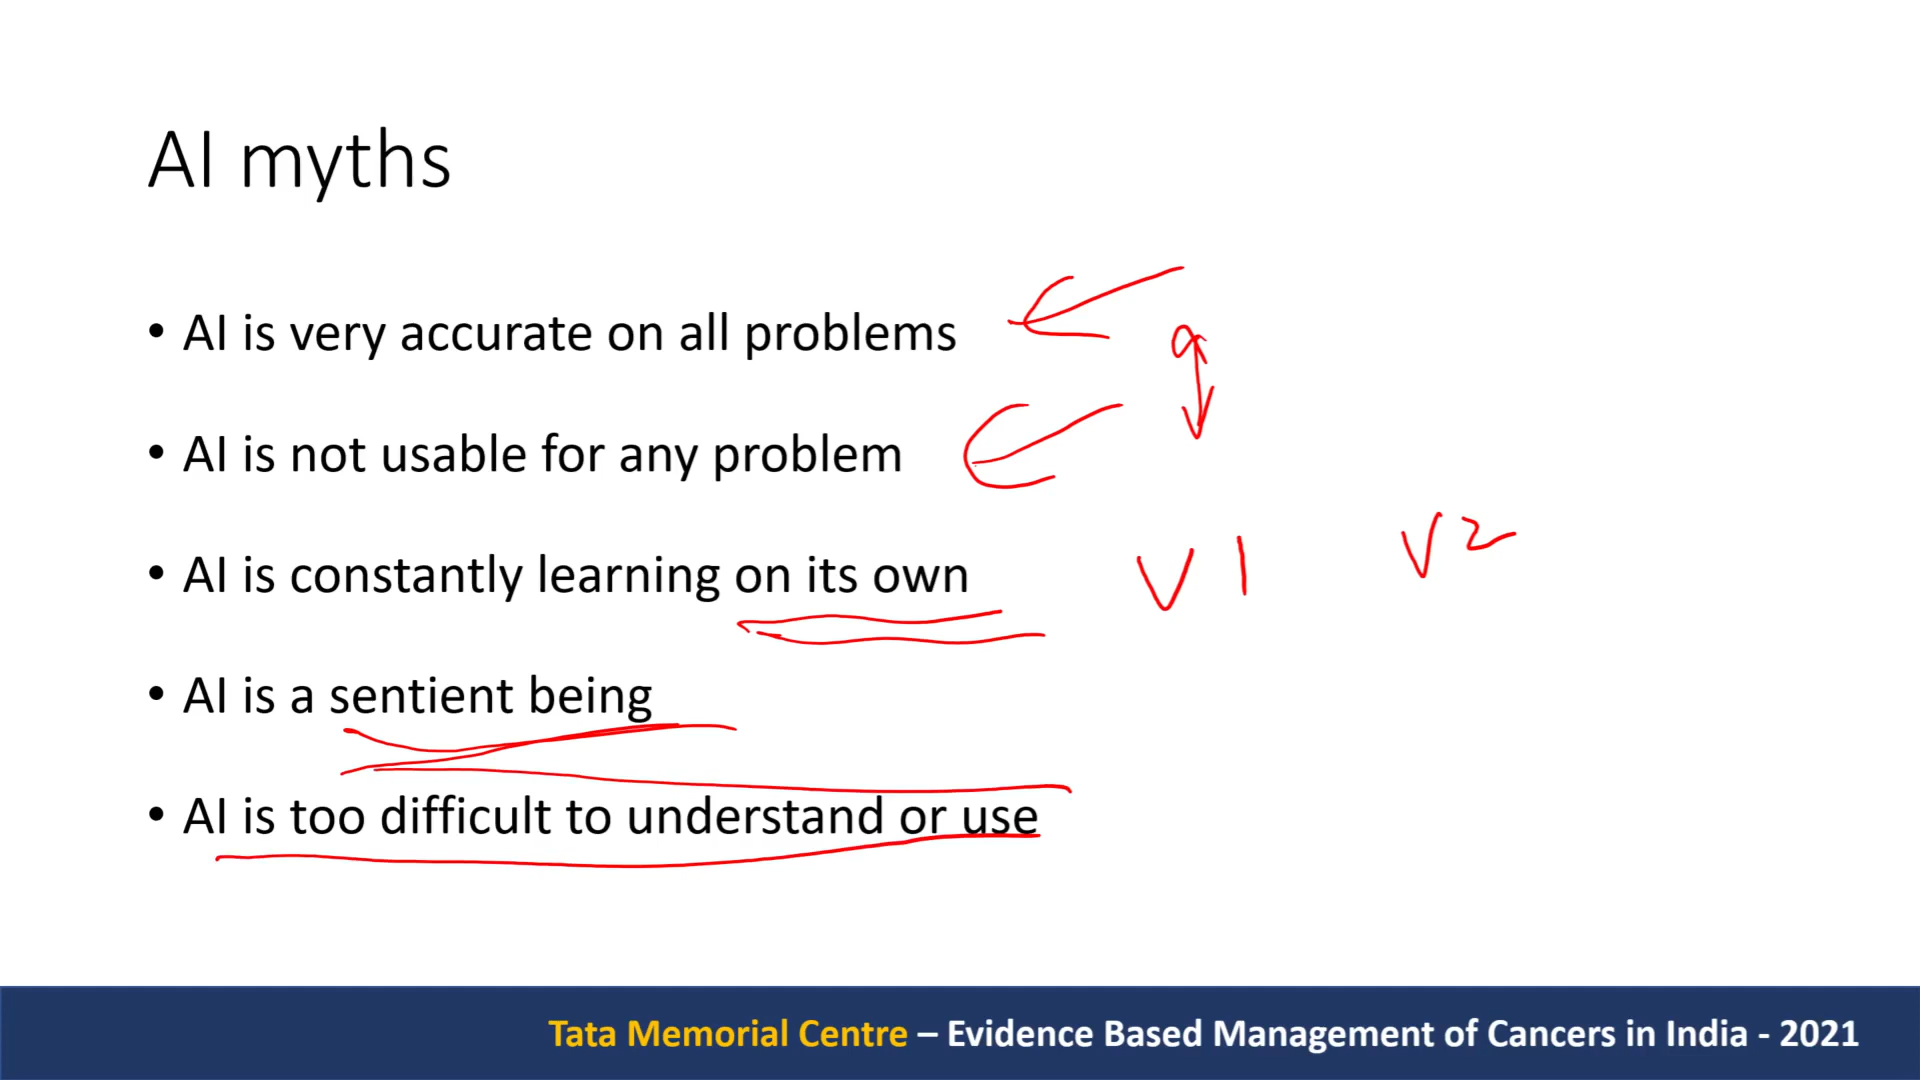 AI myths
• AI is very accurate on all problems
• AI is not usable for any problem
• AI is constantly learning on its own
V1 V2
• AI is a sentient being
• AI is too difficult to understand or use
Tata Memorial Centre – Evidence Based Management of Cancers in India - 2021